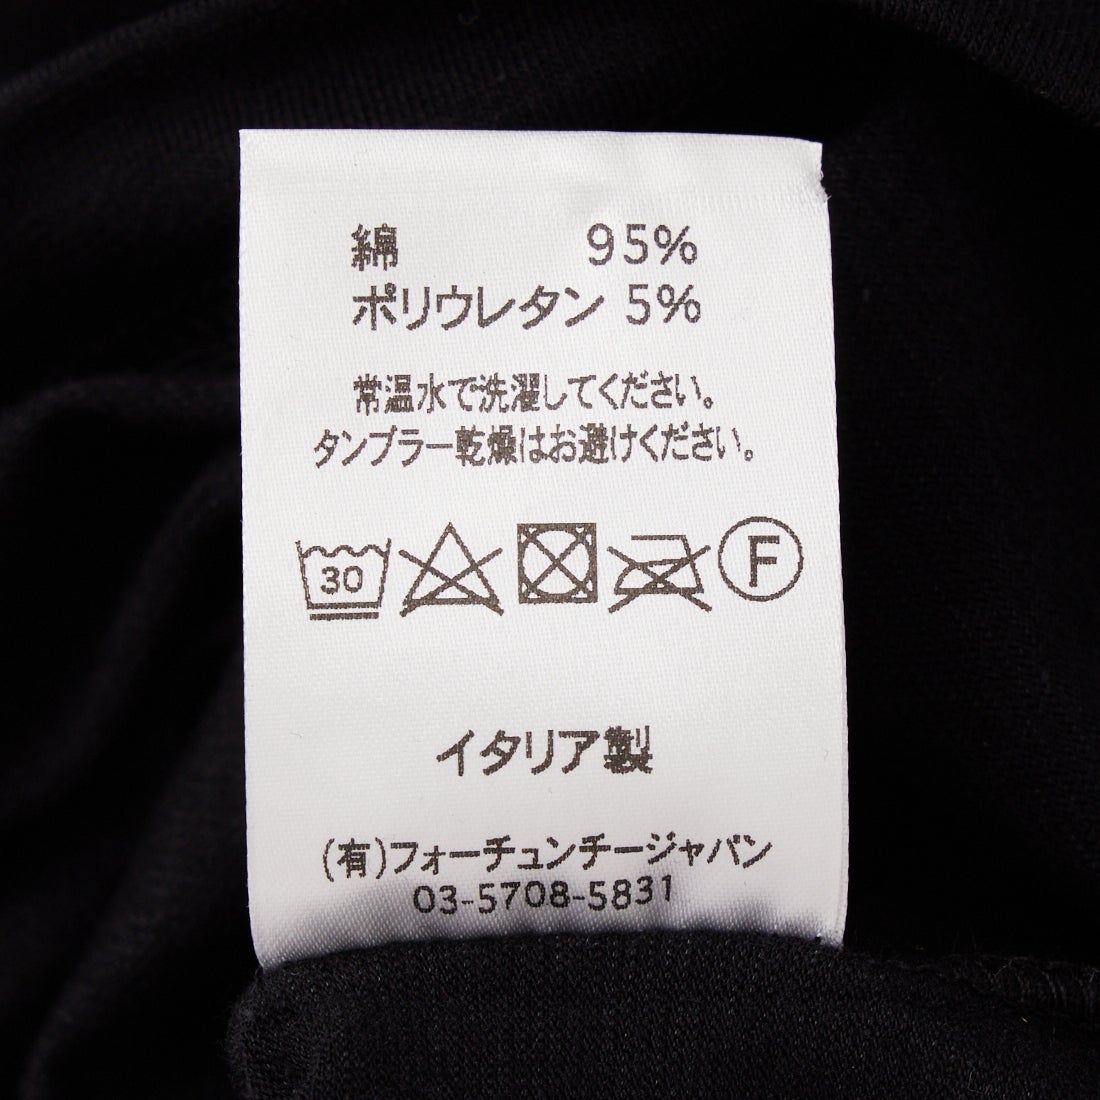 綿 95%
ポリウレタン 5%
常温水で洗濯してください。
タンブラー乾燥はお避けください。
30 F
イタリア製
(有)フォーチュンチージャパン
03-5708-5831